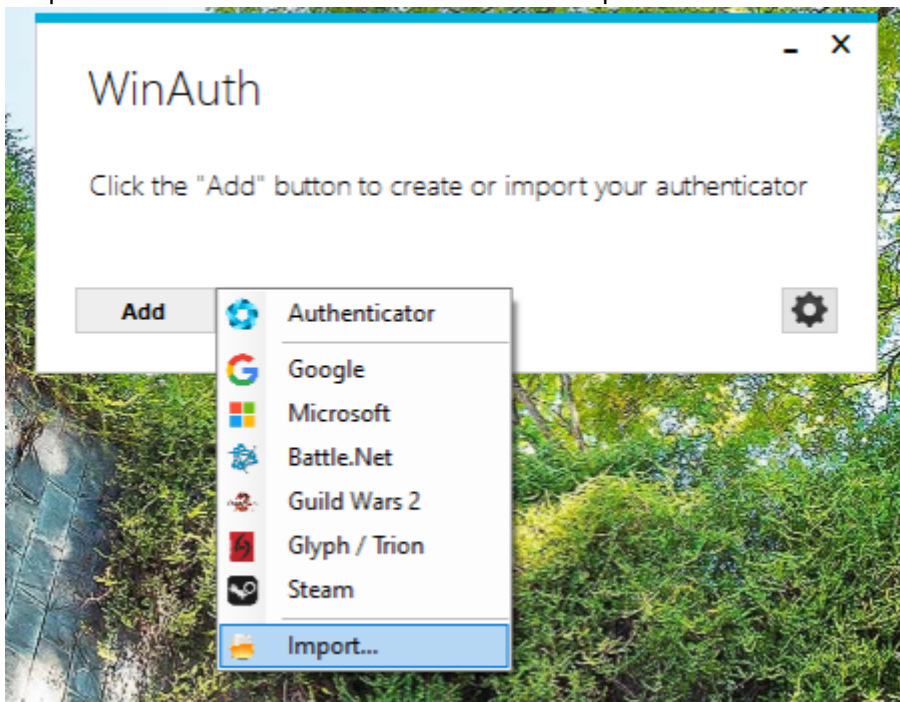 WinAuth
Click the "Add" button to create or import your authenticator
Add
Authenticator
Google
Microsoft
Battle.Net
Guild Wars 2
Glyph / Trion
Steam
Import...